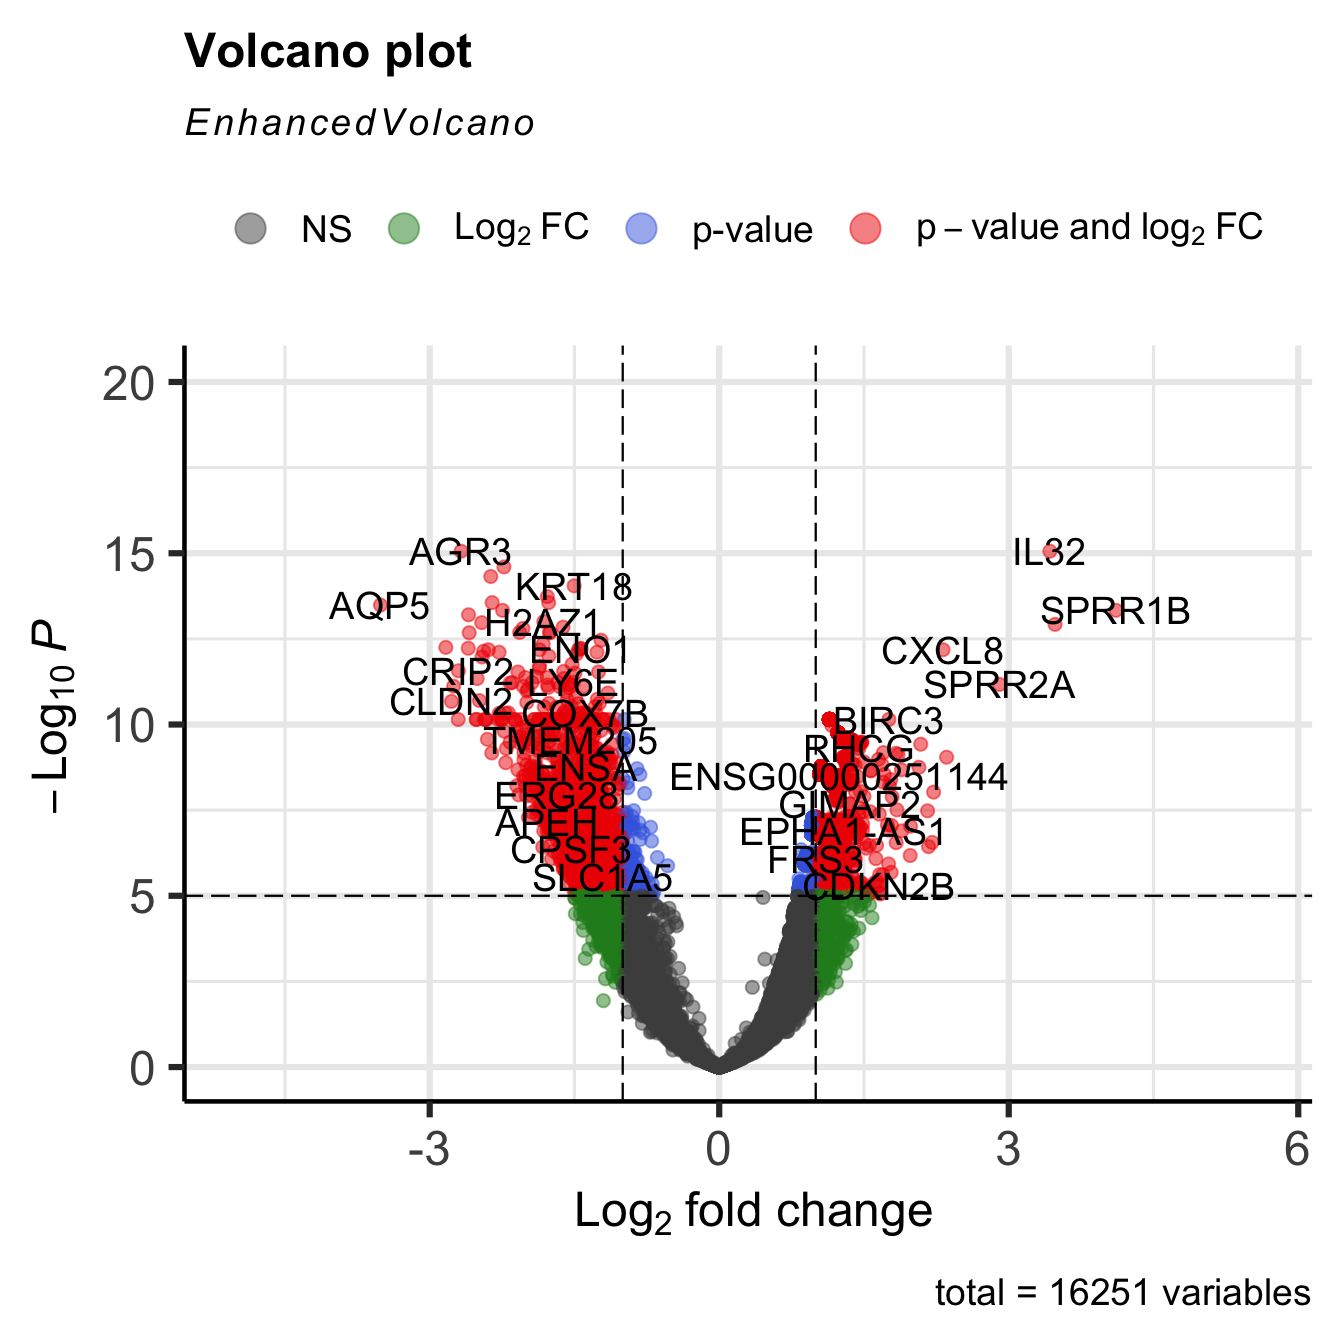 Volcano plot
EnhancedVolcano
NS Log₂ FC p-value p – value and log₂ FC
–Log₁₀ P
20
15
10
5
0
AGR3
IL32
KRT18
AQP5
SPRR1B
H2AZ1
ENO1
CXCL8
CRIP2
LY6E
SPRR2A
CLDN2
COX7B
BIRC3
TMEM205
RHCG
ENSA
ENSG00000251144
ERG28
GIMAP2
APEH
EPHA1-AS1
CPSF3
FRS3
SLC1A5
CDKN2B
-3 0 3 6
Log₂ fold change
total = 16251 variables